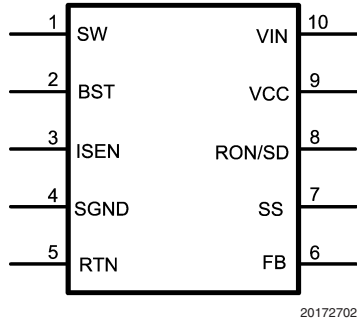 1 SW VIN 10
2 BST VCC 9
3 ISEN RON/SD 8
4 SGND SS 7
5 RTN FB 6
20172702